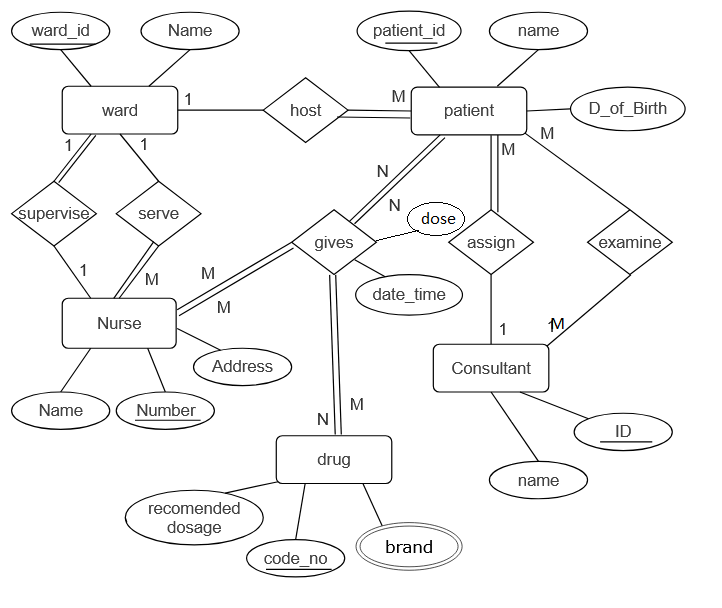 ward_id
Name
patient_id
name
ward
1
host
M
patient
D_of_Birth
1
1
M
M
N
N
dose
supervise
serve
gives
assign
examine
1
M
M
M
date_time
Nurse
1
M
Address
Consultant
Name
Number
M
N
ID
drug
name
recomended
dosage
code_no
brand